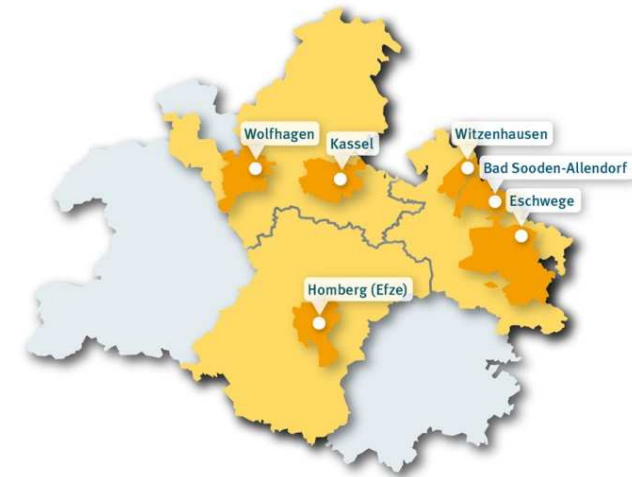 Wolfhagen
Kassel
Witzenhausen
Bad Sooden-Allendorf
Eschwege
Homberg (Efze)